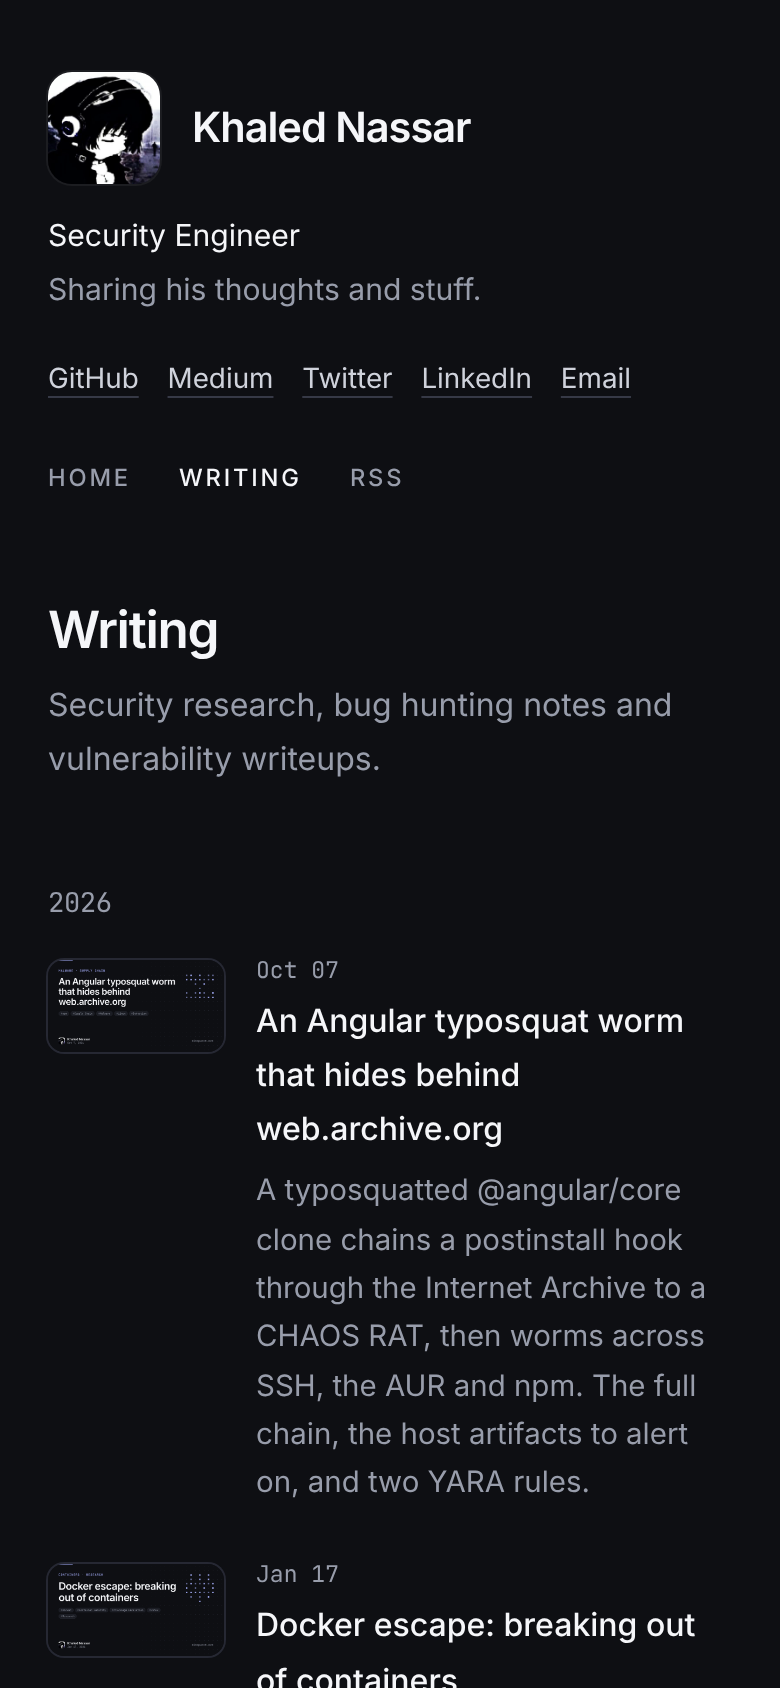 Khaled Nassar
Security Engineer
Sharing his thoughts and stuff.
GitHub Medium Twitter LinkedIn Email
HOME WRITING RSS
Writing
Security research, bug hunting notes and
vulnerability writeups.
2026
An Angular typosquat worm
that hides behind
web.archive.org
Khaled Nassar
Oct 07
An Angular typosquat worm
that hides behind
web.archive.org
A typosquatted @angular/core
clone chains a postinstall hook
through the Internet Archive to a
CHAOS RAT, then worms across
SSH, the AUR and npm. The full
chain, the host artifacts to alert
on, and two YARA rules.
Docker escape: breaking
out of containers
Khaled Nassar
Jan 17
Docker escape: breaking out
of containers